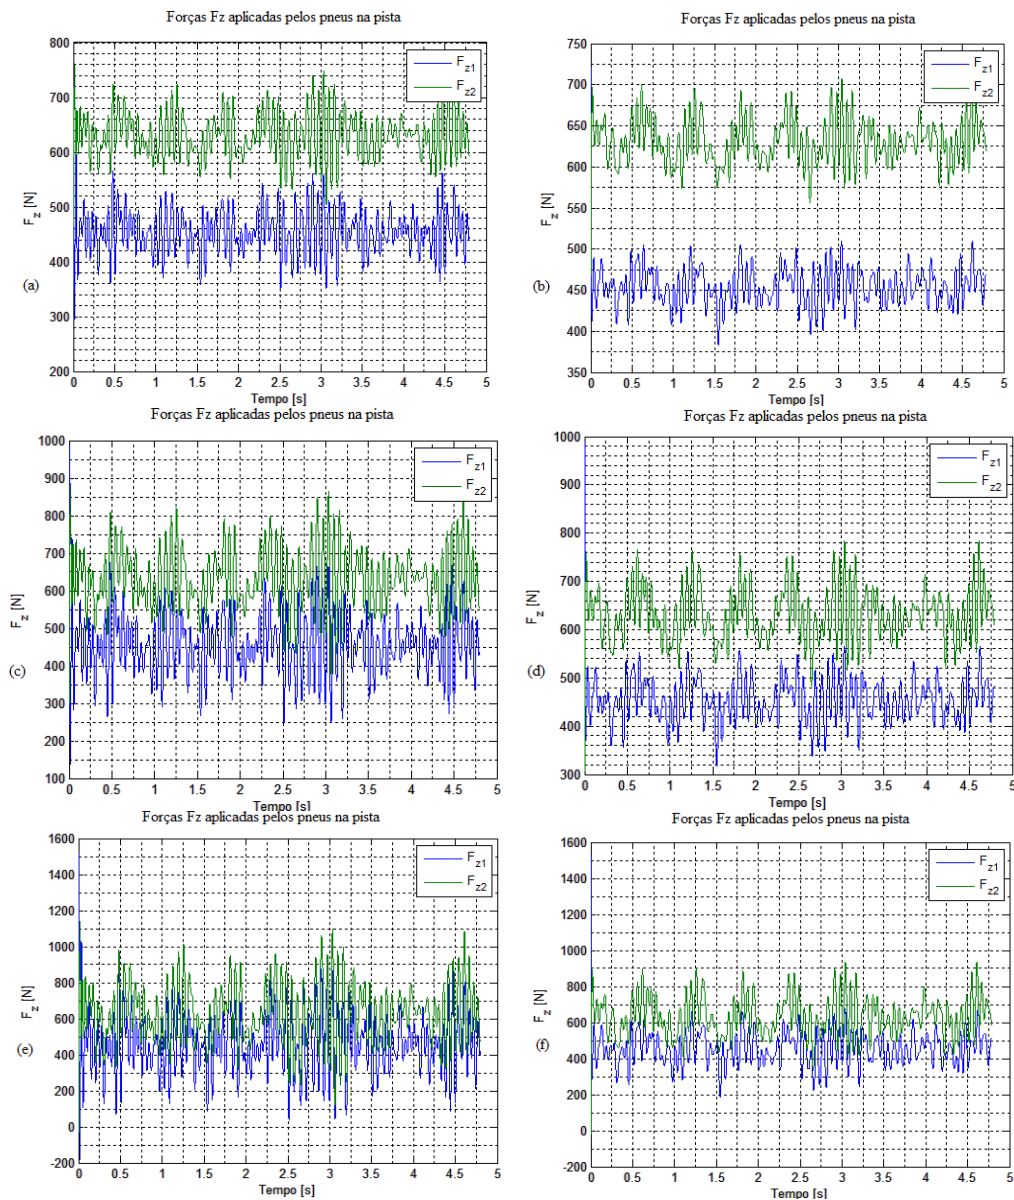 Forças Fz aplicadas pelos pneus na pista
800
700
600
500
400
300
200
F_z [N]
F_z1
F_z2
(a)
0 0.5 1 1.5 2 2.5 3 3.5 4 4.5 5
Tempo [s]
Forças Fz aplicadas pelos pneus na pista
750
700
650
600
550
500
450
400
350
F_z [N]
F_z1
F_z2
(b)
0 0.5 1 1.5 2 2.5 3 3.5 4 4.5 5
Tempo [s]
Forças Fz aplicadas pelos pneus na pista
1000
900
800
700
600
500
400
300
200
100
F_z [N]
F_z1
F_z2
(c)
0 0.5 1 1.5 2 2.5 3 3.5 4 4.5 5
Tempo [s]
Forças Fz aplicadas pelos pneus na pista
1000
900
800
700
600
500
400
300
F_z [N]
F_z1
F_z2
(d)
0 0.5 1 1.5 2 2.5 3 3.5 4 4.5 5
Tempo [s]
Forças Fz aplicadas pelos pneus na pista
1600
1400
1200
1000
800
600
400
200
0
-200
F_z [N]
F_z1
F_z2
(e)
0 0.5 1 1.5 2 2.5 3 3.5 4 4.5 5
Tempo [s]
Forças Fz aplicadas pelos pneus na pista
1600
1400
1200
1000
800
600
400
200
0
-200
F_z [N]
F_z1
F_z2
(f)
0 0.5 1 1.5 2 2.5 3 3.5 4 4.5 5
Tempo [s]